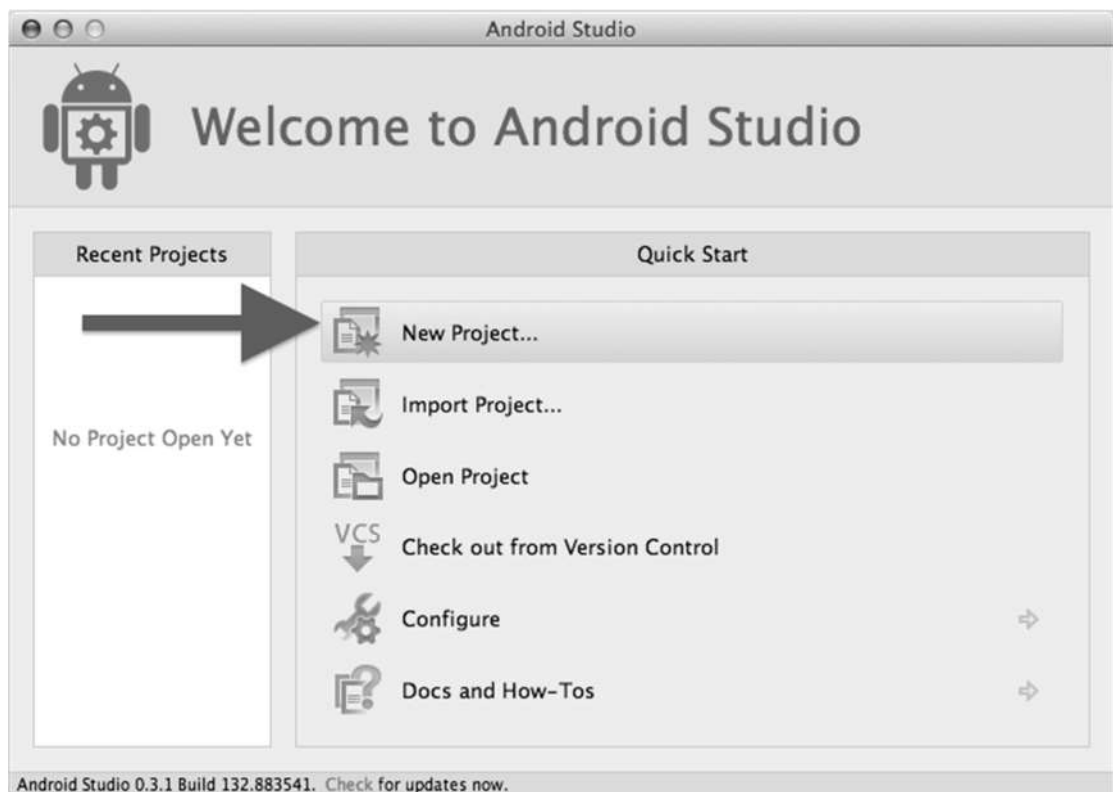 Android Studio
Welcome to Android Studio
Recent Projects
No Project Open Yet
Quick Start
New Project...
Import Project...
Open Project
VCS
Check out from Version Control
Configure
Docs and How-Tos
Android Studio 0.3.1 Build 132.883541. Check for updates now.